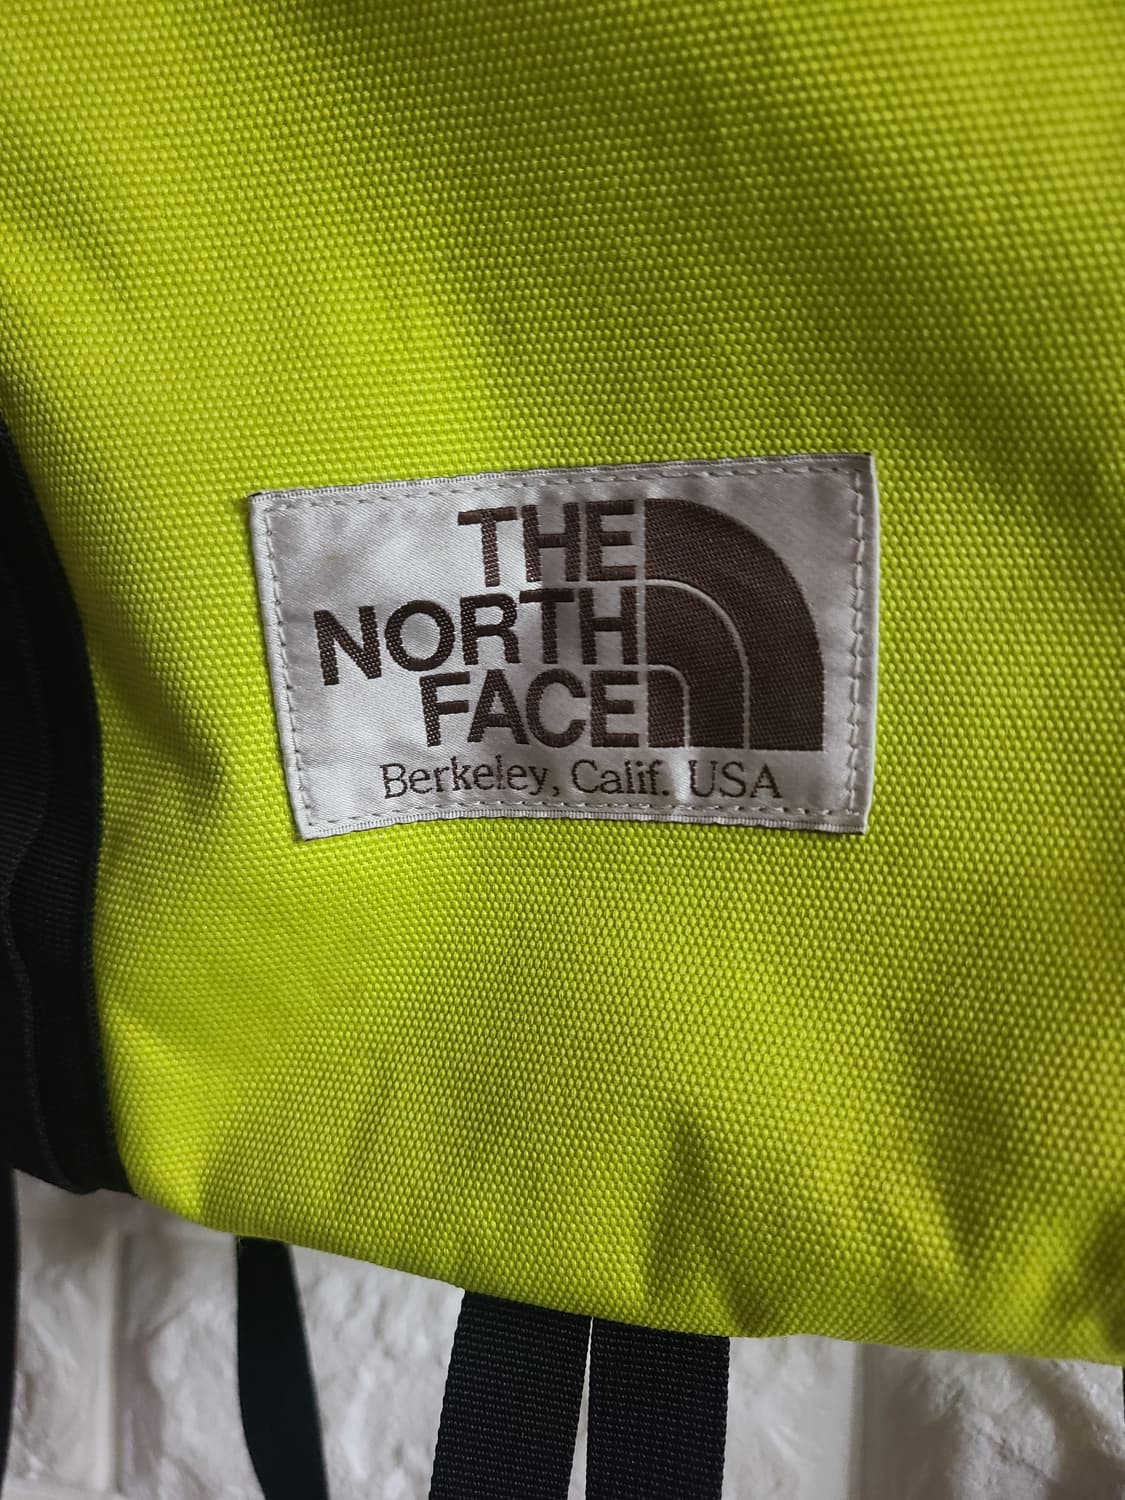 THE
NORTH
FACE
Berkeley, Calif. USA